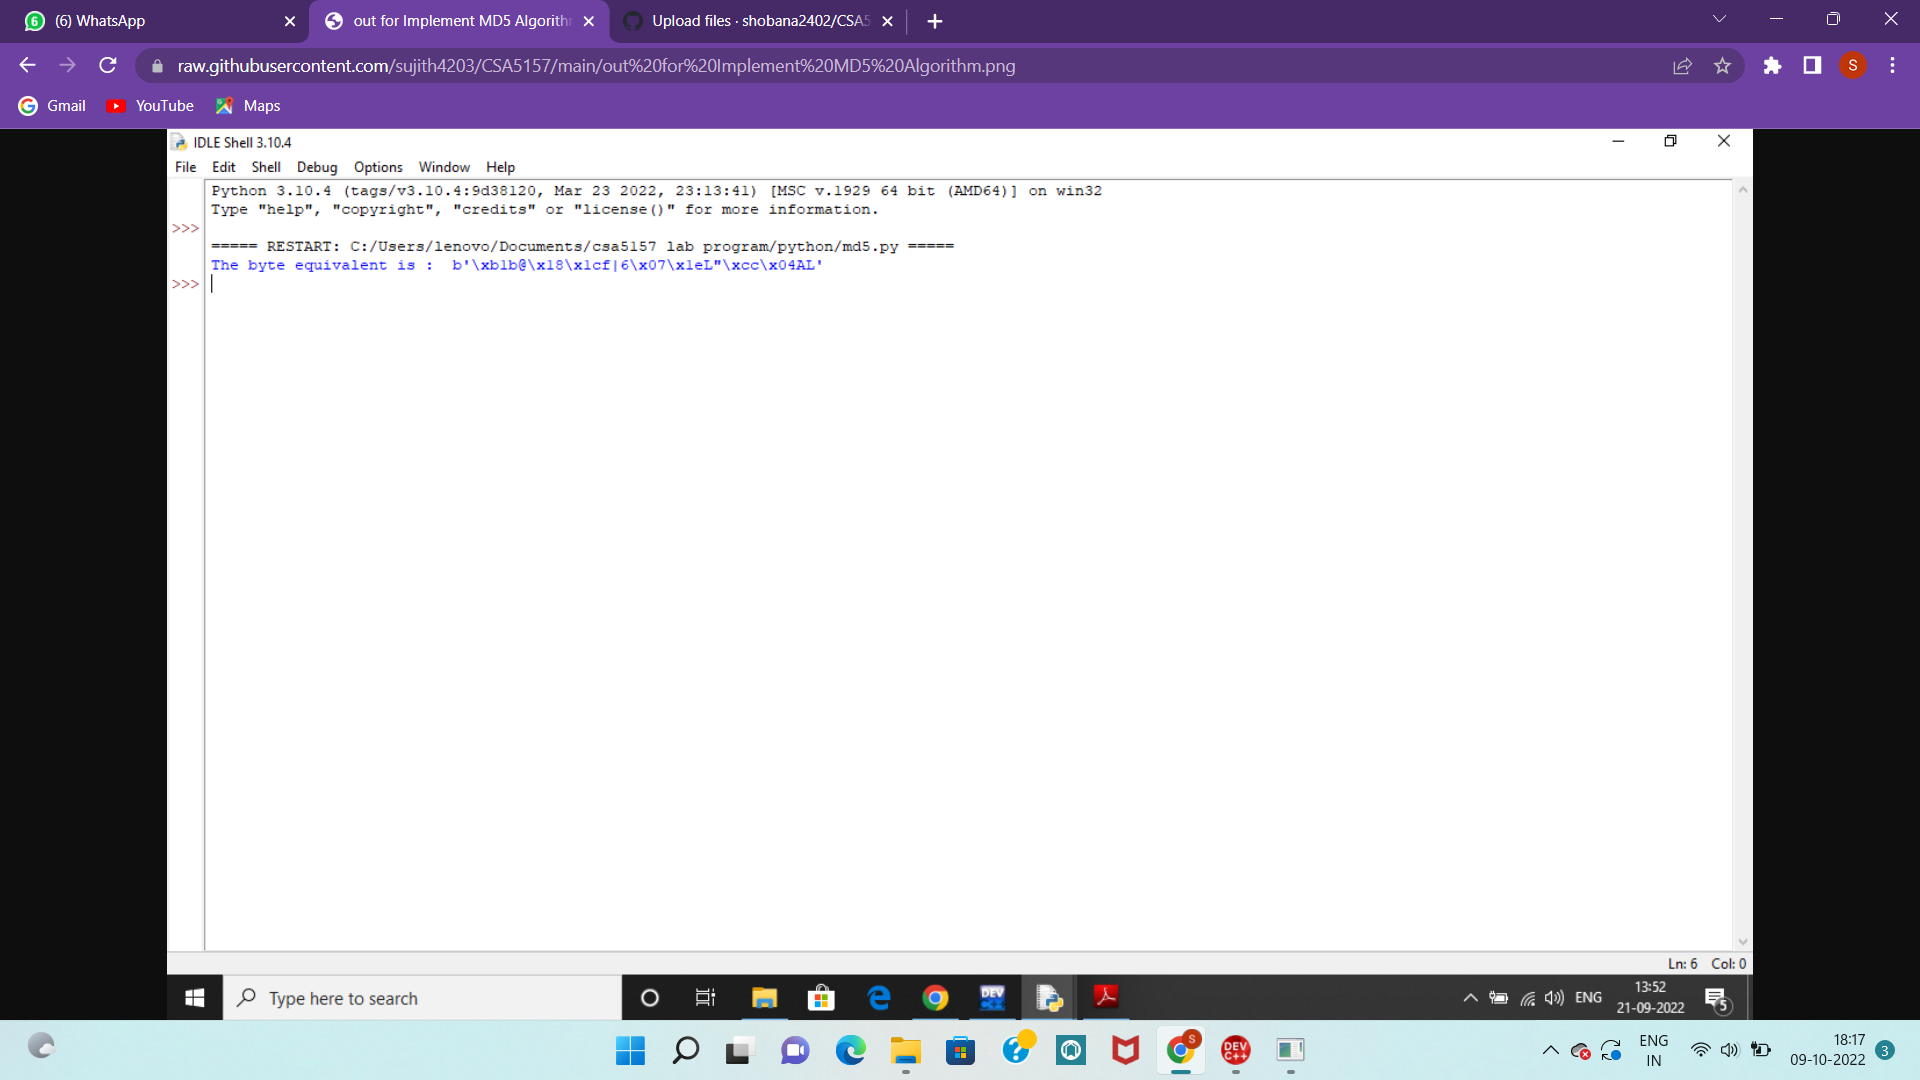 (6) WhatsApp
out for Implement MD5 Algorith
Upload files · shobana2402/CSA5
raw.githubusercontent.com/sujith4203/CSA5157/main/out%20for%20Implement%20MD5%20Algorithm.png
S
Gmail
YouTube
Maps
IDLE Shell 3.10.4
File Edit Shell Debug Options Window Help
Python 3.10.4 (tags/v3.10.4:9d38120, Mar 23 2022, 23:13:41) [MSC v.1929 64 bit (AMD64)] on win32
Type "help", "copyright", "credits" or "license()" for more information.
>>>
===== RESTART: C:/Users/lenovo/Documents/csa5157 lab program/python/md5.py =====
The byte equivalent is :  b'\xb1b@\x18\x1cf|6\x07\x1eL"\xcc\x04AL'
>>>
Ln: 6 Col: 0
Type here to search
DEV
ENG
13:52
21-09-2022
5
S
DEV
C++
ENG
IN
18:17
09-10-2022
3